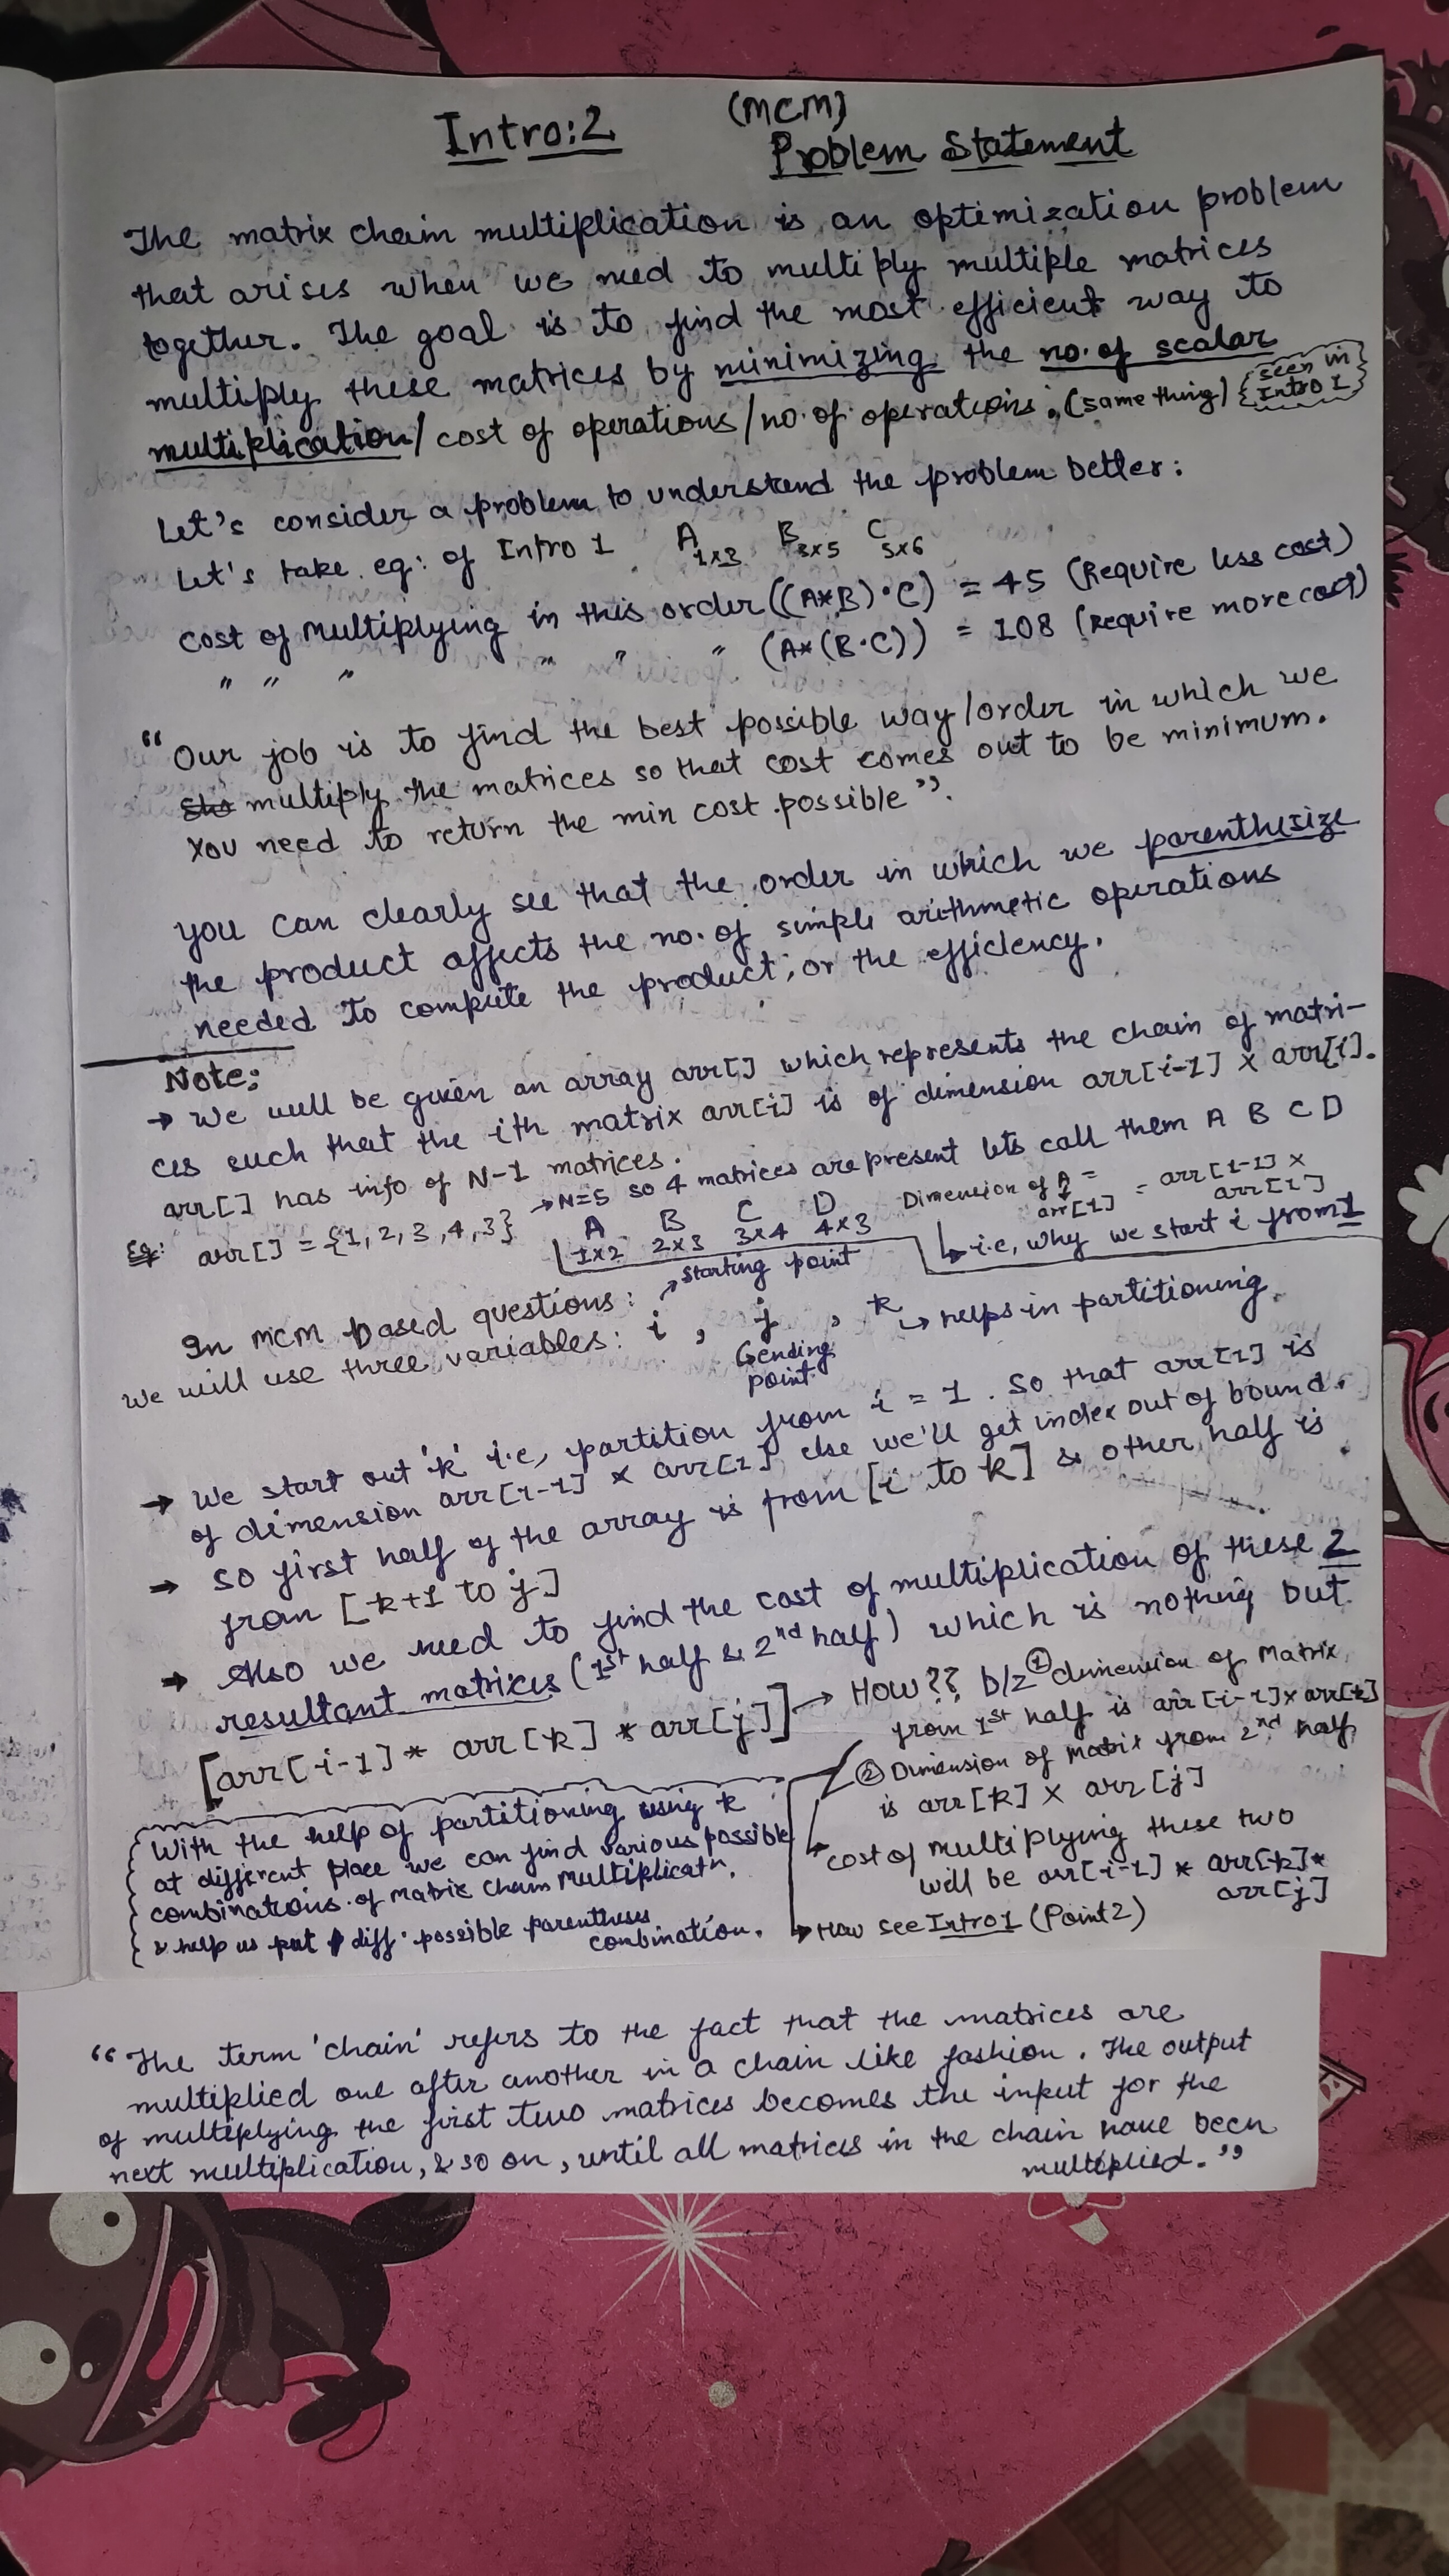 Intro:2 (MCM)
Problem Statement
The matrix chain multiplication is an optimization problem
that arises when we need to multiply multiple matrices
together. The goal is to find the most efficient way to
multiply these matrices by minimizing the no. of scalar
multiplication/ cost of operations/no. of operations. (same thing) {seen in Intro 1}
Let's consider a problem to understand the problem better:
Let's take eg: of Intro 1 A 1x3 B 3x5 C 5x6
cost of multiplying in this order ((A*B)·C) = 45 (Require less cost)
" " " " " " (A*(B·C)) = 108 (Require more cost)
“Our job is to find the best possible way/order in which we
multiply the matrices so that cost comes out to be minimum.
You need to return the min cost possible”.
you can clearly see that the order in which we parenthesize
the product affects the no. of simple arithmetic operations
needed to compute the product, or the efficiency.
Note:
→ We will be given an array arr[] which represents the chain of matri-
ces such that the ith matrix arr[i] is of dimension arr[i-1] x arr[i].
arr[] has info of N-1 matrices.
→N=5 so 4 matrices are present lets call them A B C D
Eg: arr[] = {1, 2, 3, 4, 3}
A B C D
1x2 2x3 3x4 4x3
Dimension of A = arr[1] = arr[1-1] x arr[1]
↳ i.e, why we start i from 1
In MCM based questions: → starting point
we will use three variables: i , j , k ↳ helps in partitioning
↳ending
point
→ We start out 'k' i.e, partition from i = 1. So that arr[1] is
of dimension arr[1-1] x arr[1] else we'll get index out of bound.
→ so first half of the array is from [i to k] & other half is
from [k+1 to j]
→ Also we need to find the cost of multiplication of these 2
resultant matrices (1st half & 2nd half) which is nothing but
[arr[i-1] * arr[k] * arr[j]] → How?? b/z ① dimension of Matrix
from 1st half is arr[i-1]x arr[k]
② Dimension of matrix from 2nd half
is arr[k] x arr[j]
↳ cost of multiplying these two
will be arr[i-1] * arr[k] *
arr[j]
↳ How see Intro 1 (Point 2)
With the help of partitioning using k
at different place we can find various possible
combinations of Matrix Chain Multiplicatn.
& help us put diff. possible parentheses
combination.
“The term 'chain' refers to the fact that the matrices are
multiplied one after another in a chain like fashion. The output
of multiplying the first two matrices becomes the input for the
next multiplication, & so on, until all matrices in the chain have been
multiplied.”